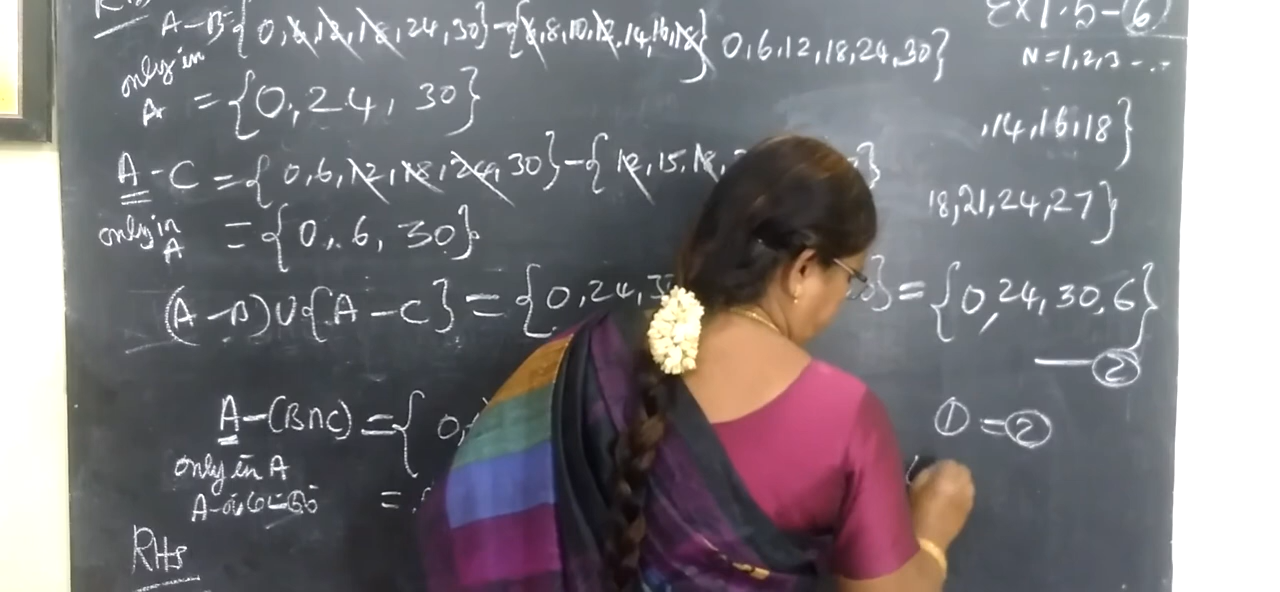 A-B {0,6,12,18,24,30}-{6,8,10,12,14,16,18} 0,6,12,18,24,30}
Ex 1.5-(6)
N=1,2,3 -..
only in
A = {0,24, 30}
,14,16,18}
A-C = { 0,6,12,18,24,30}-{12,15,18,
}
18,21,24,27}
only in
A = {0, 6, 30}
(A-B)U{A-C} = {0,24,3
}= {0,24,30,6}
—②
A-(B∩C) = { 0,
① = ②
only in A
=
RHS